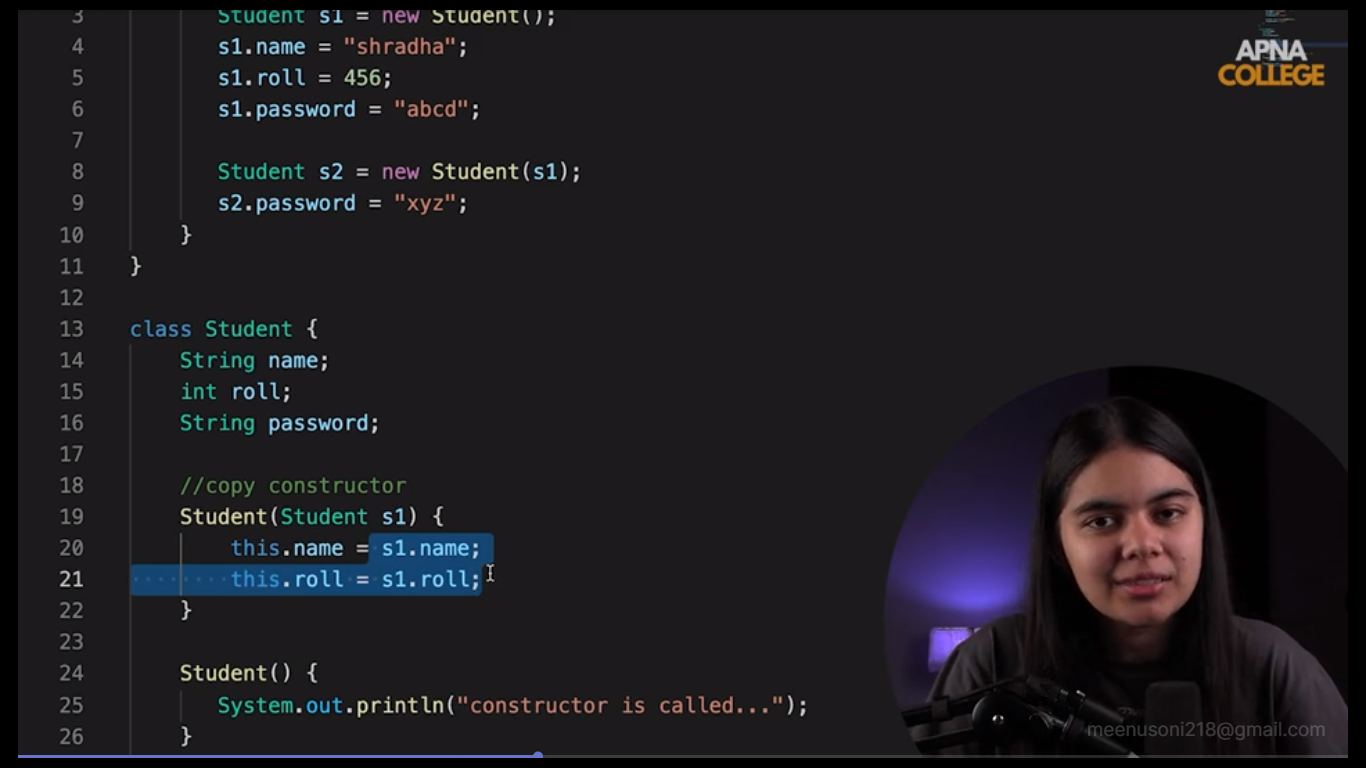 3 Student s1 = new Student();
4 s1.name = "shradha";
5 s1.roll = 456;
6 s1.password = "abcd";
7
8 Student s2 = new Student(s1);
9 s2.password = "xyz";
10 }
11 }
12
13 class Student {
14 String name;
15 int roll;
16 String password;
17
18 //copy constructor
19 Student(Student s1) {
20 this.name = s1.name;
21 this.roll = s1.roll;
22 }
23
24 Student() {
25 System.out.println("constructor is called...");
26 }
APNA
COLLEGE
meenusoni218@gmail.com